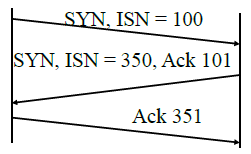 SYN, ISN = 100
SYN, ISN = 350, Ack 101
Ack 351